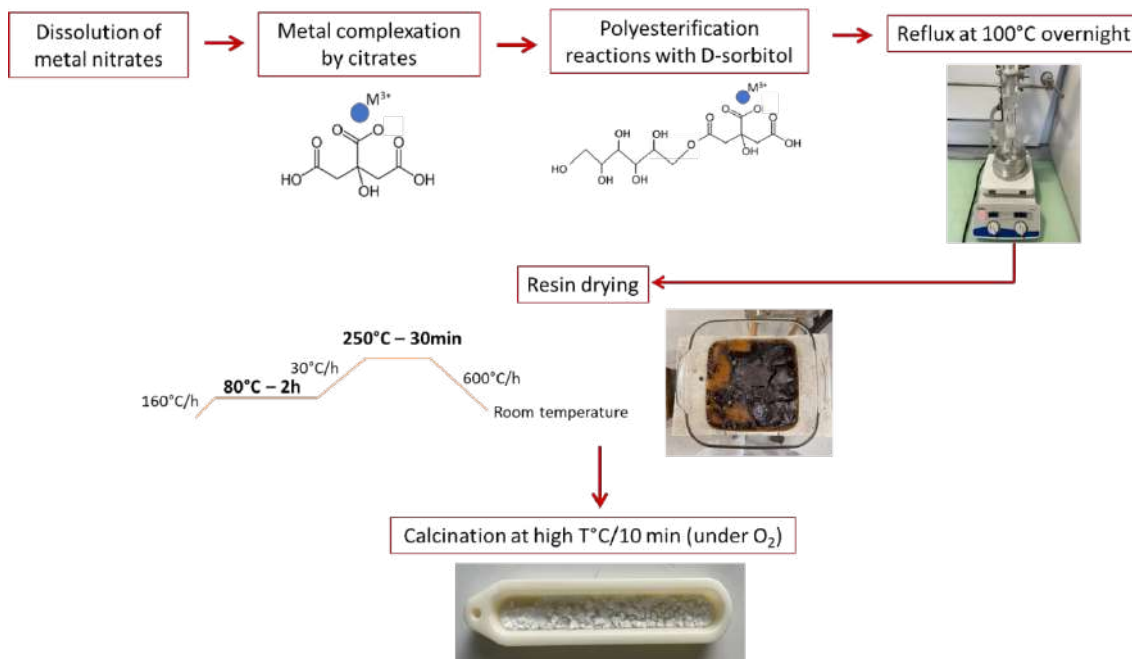 Dissolution of
metal nitrates
Metal complexation
by citrates
Polyesterification
reactions with D-sorbitol
Reflux at 100°C overnight
M³⁺
O
O
HO
O
OH
O
OH
M³⁺
OH
OH
O
O
O
O
HO
O
OH
OH
OH
OH
OH
Resin drying
250°C – 30min
30°C/h
80°C – 2h
600°C/h
160°C/h
Room temperature
Calcination at high T°C/10 min (under O₂)